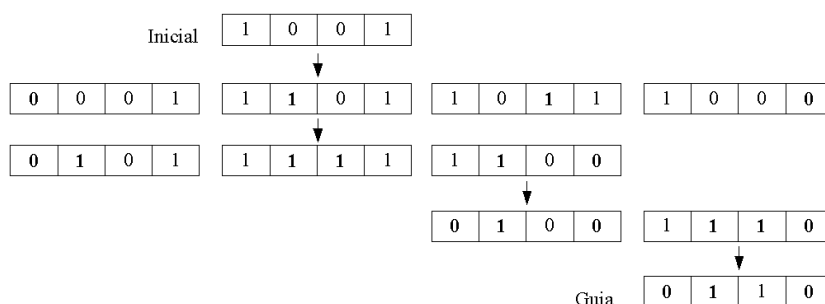 Inicial 1 0 0 1
0 0 0 1 1 1 0 1 1 0 1 1 1 0 0 0
0 1 0 1 1 1 1 1 1 1 0 0
0 1 0 0 1 1 1 0
Guia 0 1 1 0